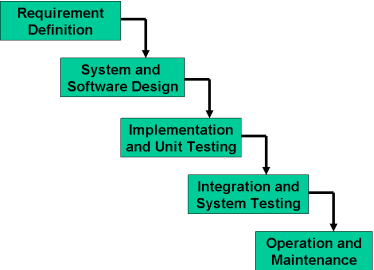 Requirement
Definition
System and
Software Design
Implementation
and Unit Testing
Integration and
System Testing
Operation and
Maintenance